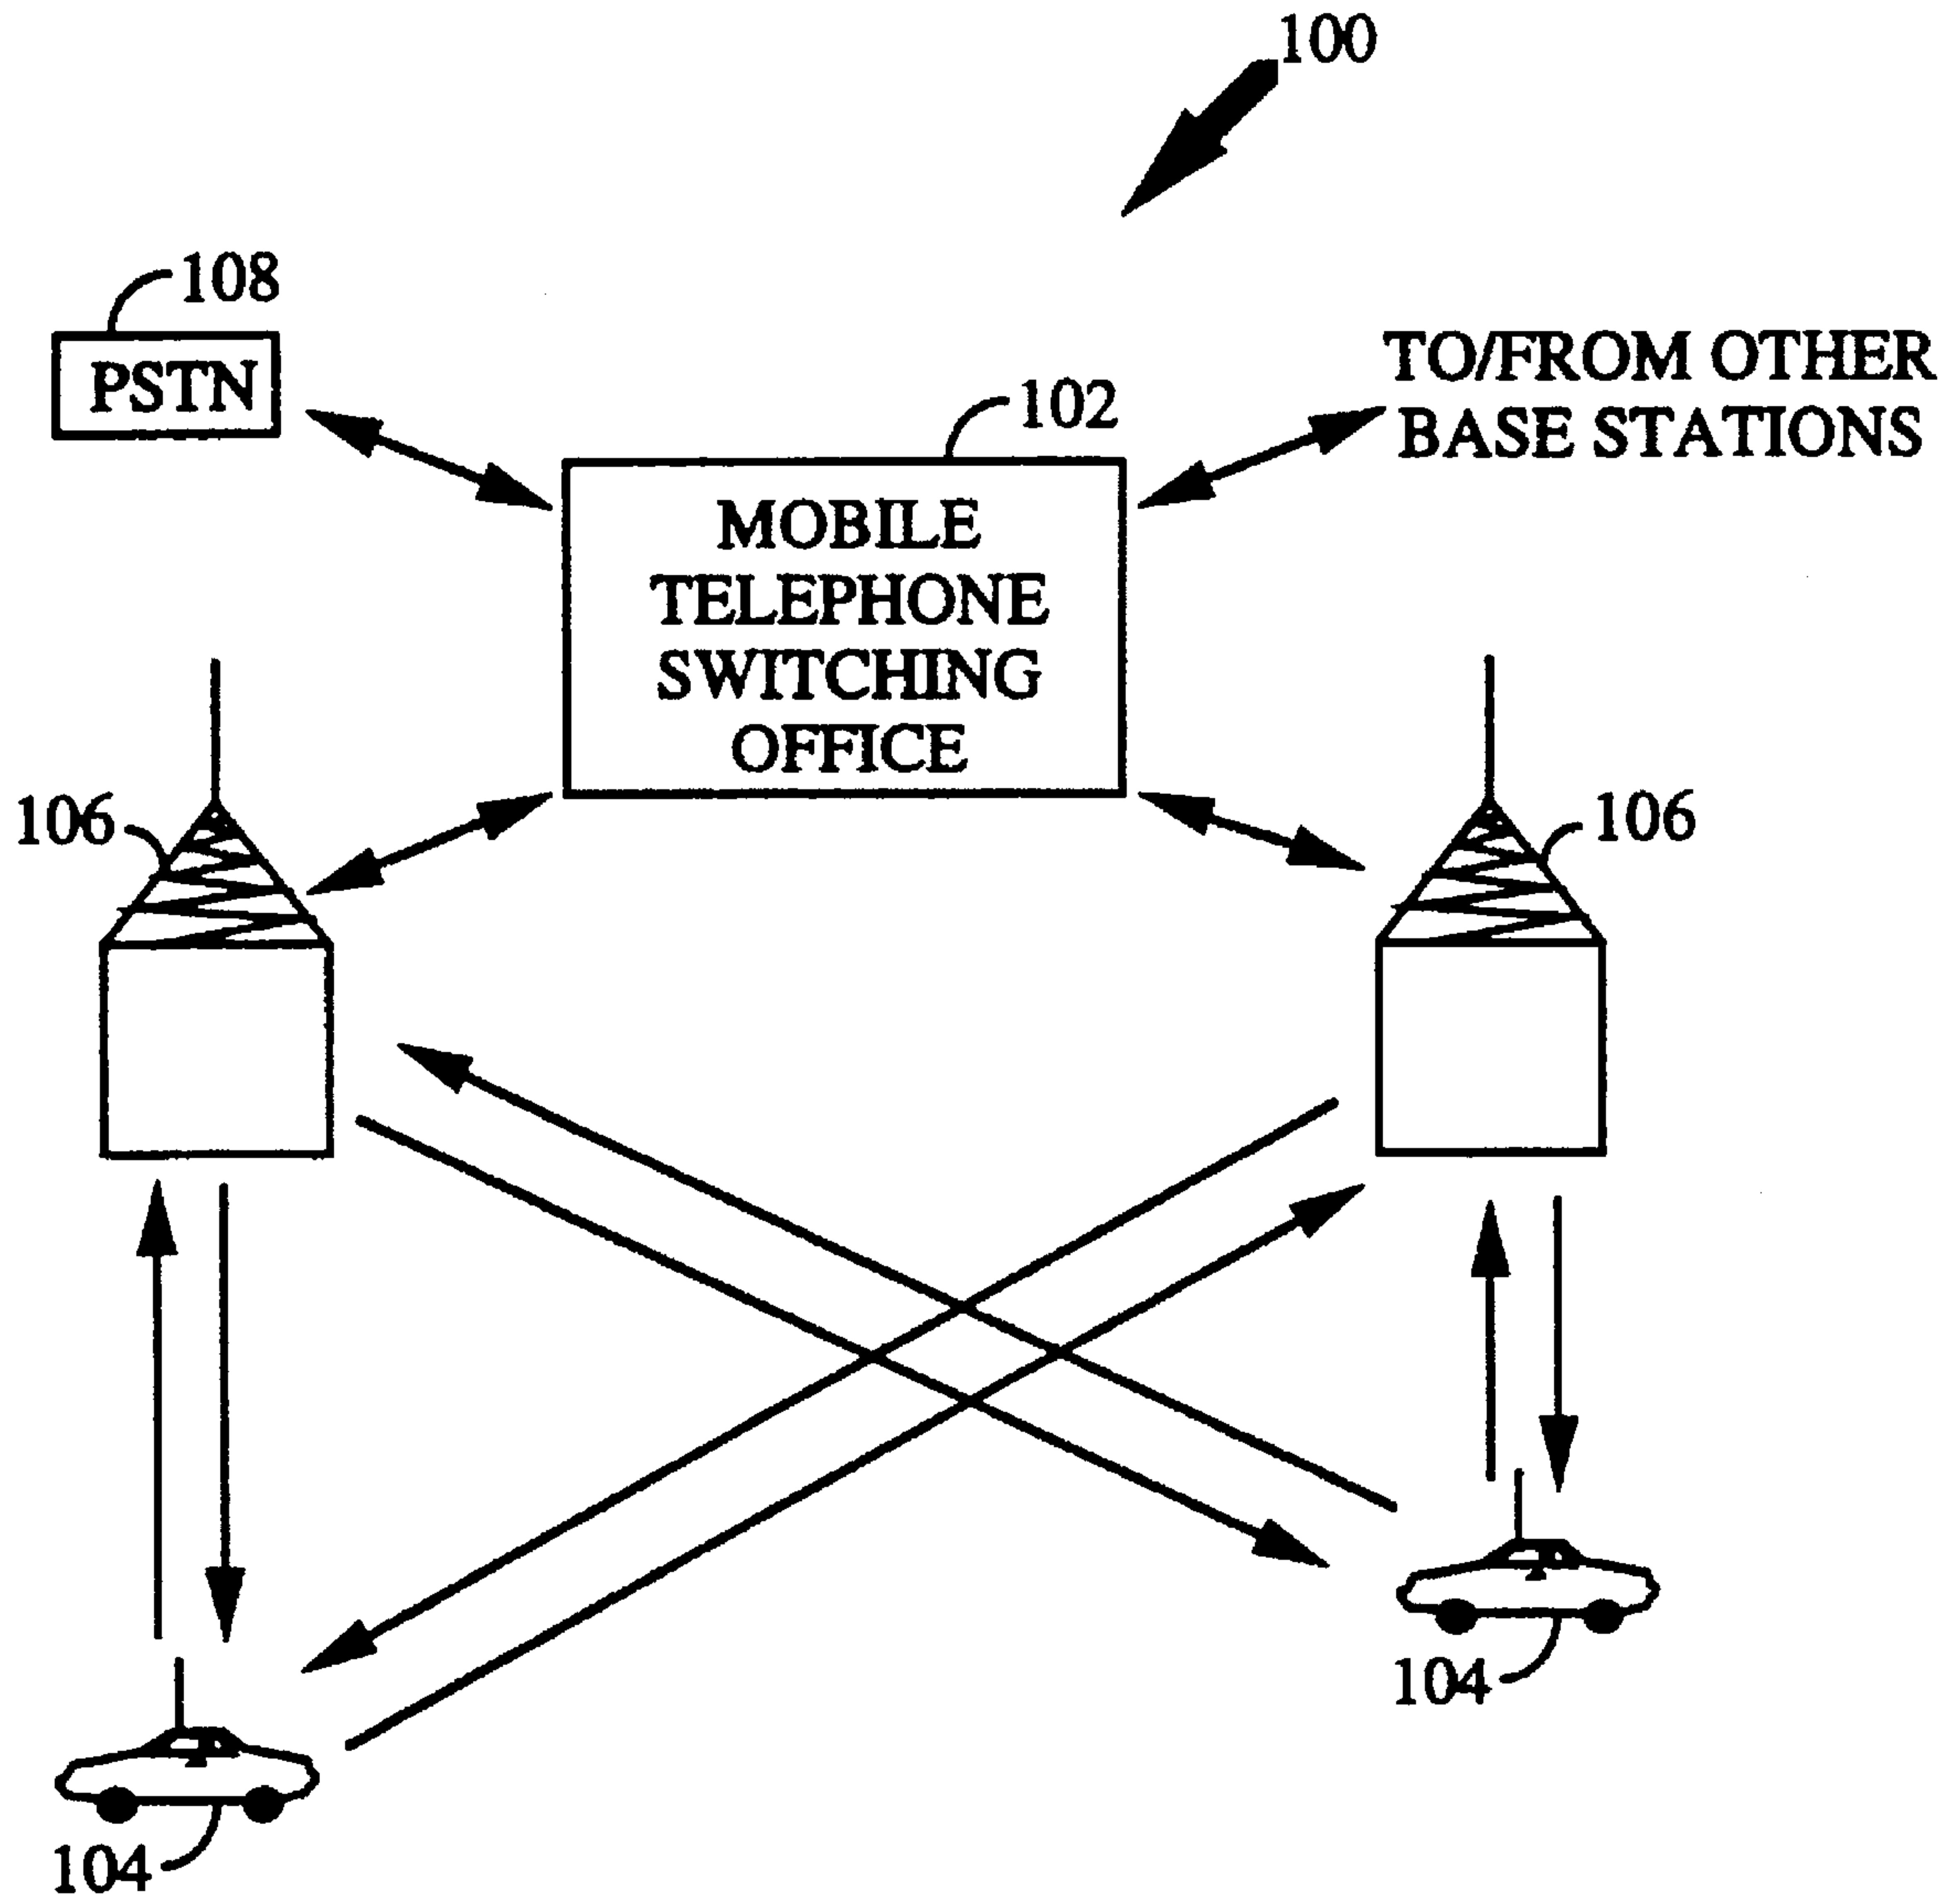 100
108
PSTN
TO/FROM OTHER
BASE STATIONS
102
MOBILE
TELEPHONE
SWITCHING
OFFICE
106
106
104
104